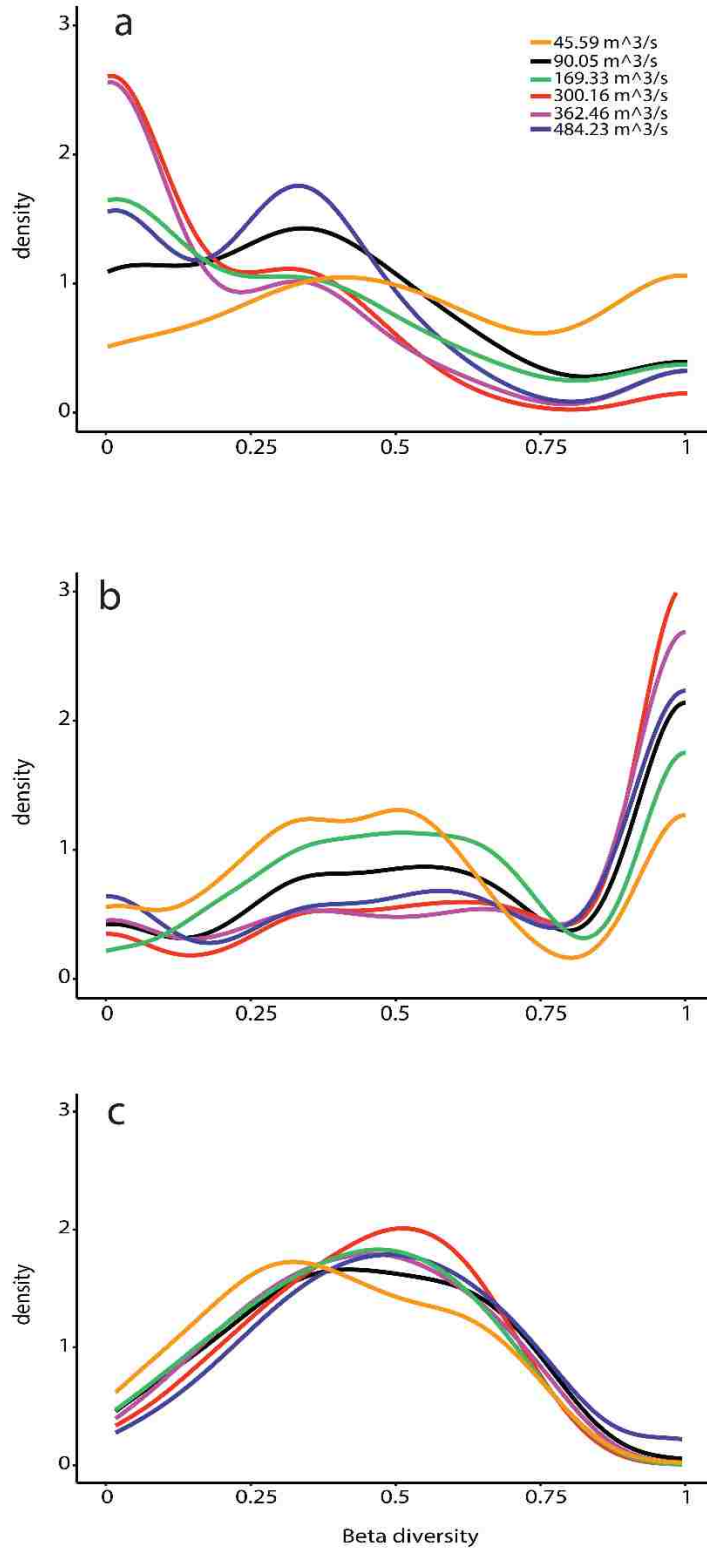 a
3
2
1
0
density
45.59 m^3/s
90.05 m^3/s
169.33 m^3/s
300.16 m^3/s
362.46 m^3/s
484.23 m^3/s
0 0.25 0.5 0.75 1
b
3
2
1
0
density
0 0.25 0.5 0.75 1
c
3
2
1
0
density
0 0.25 0.5 0.75 1
Beta diversity